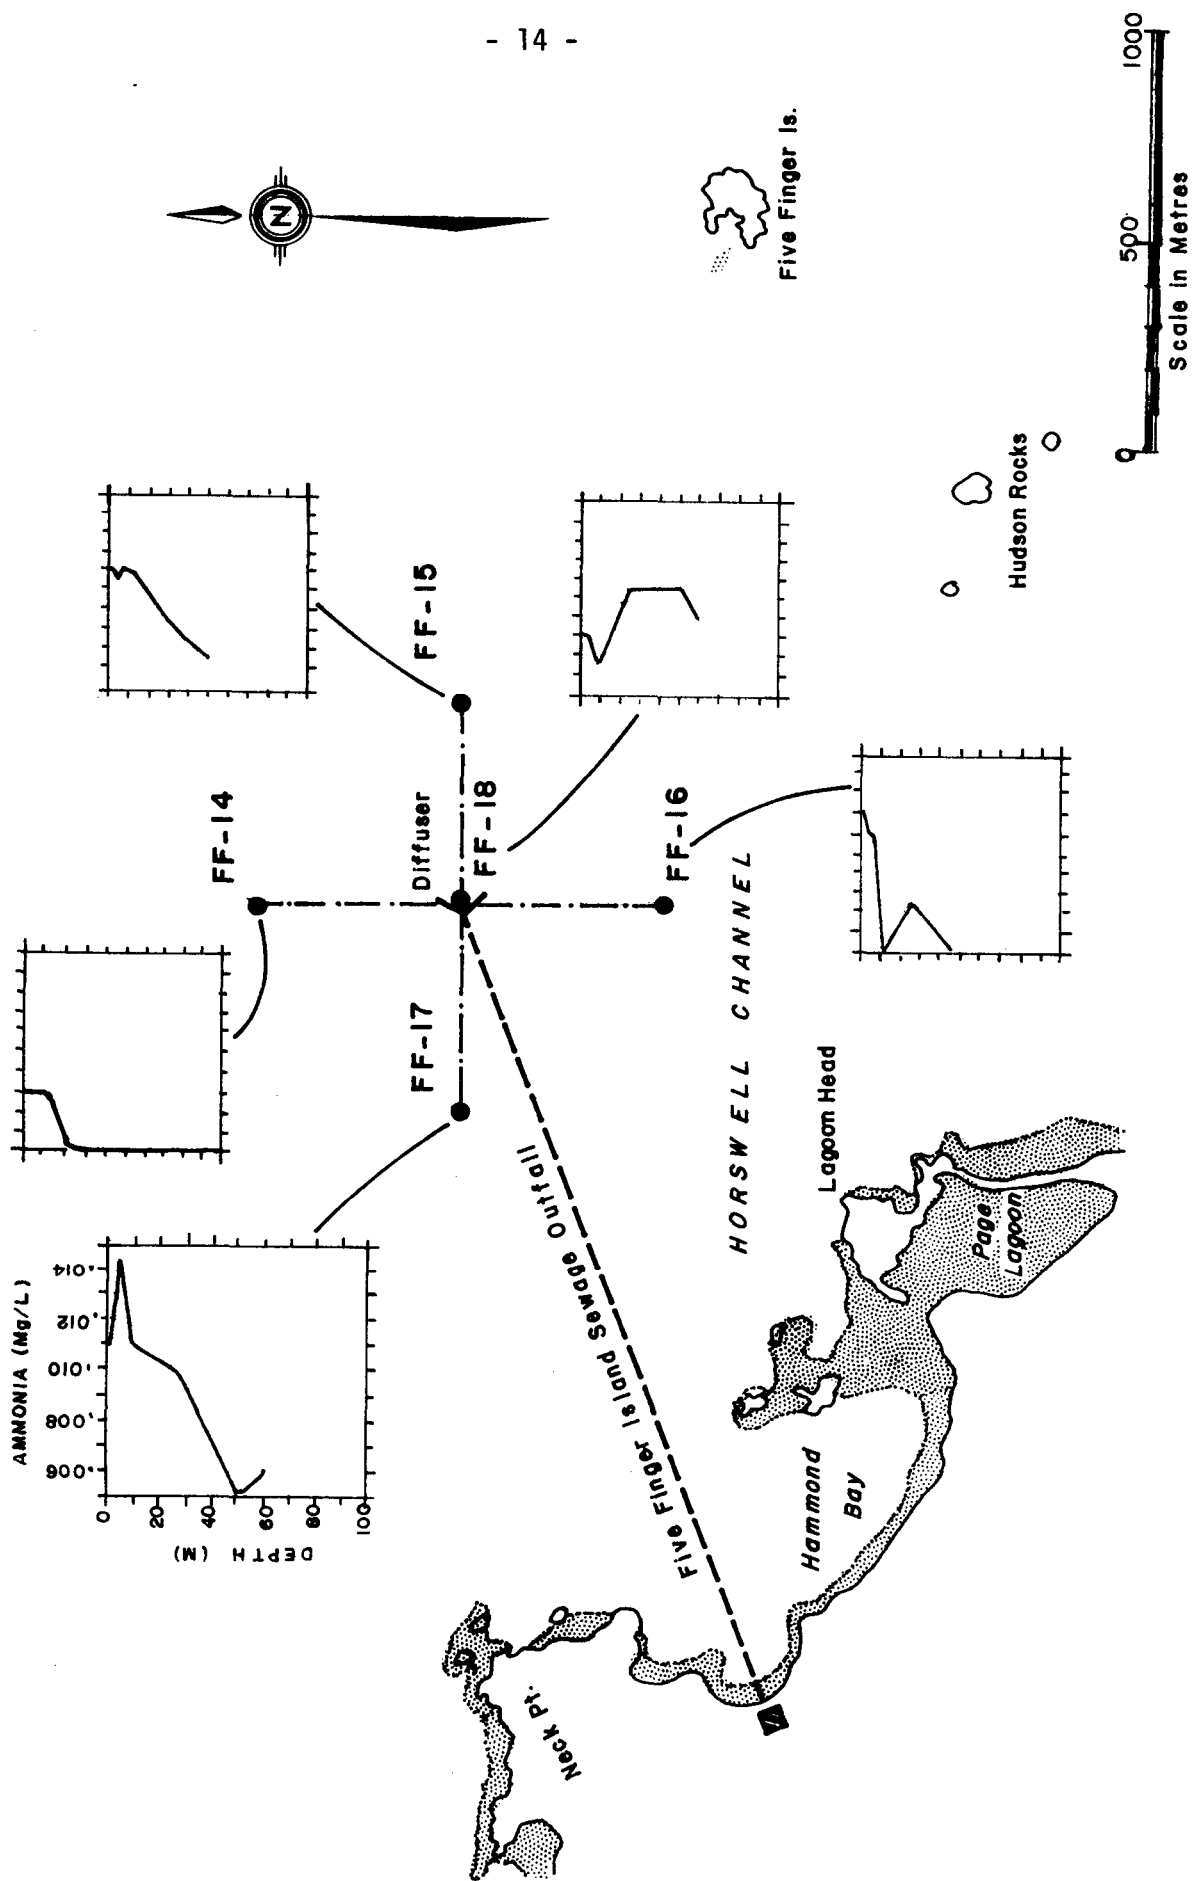 - 14 -
N
AMMONIA (Mg/L)
.006
.008
.010
.012
.014
DEPTH (M)
0
20
40
60
80
100
FF-14
FF-15
FF-17
Diffuser
FF-18
FF-16
Five Finger Island Sewage Outfall
HORSWELL CHANNEL
Neck Pt.
Hammond
Bay
Lagoon Head
Page
Lagoon
Five Finger Is.
Hudson Rocks
0
500
1000
Scale in Metres